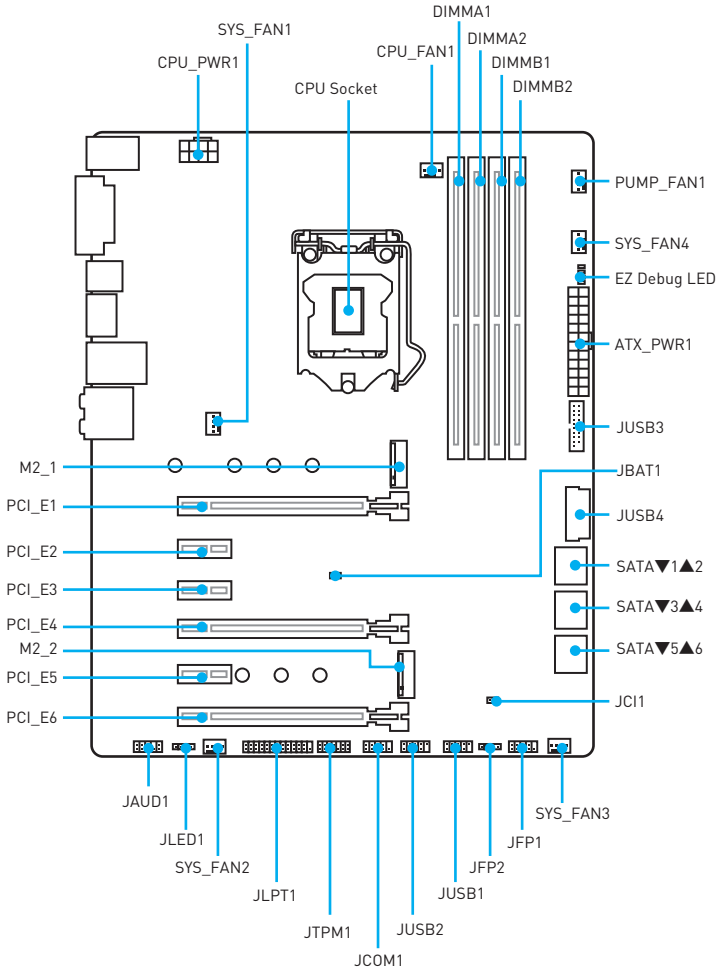 DIMMA1
SYS_FAN1
DIMMA2
CPU_FAN1
CPU_PWR1
DIMMB1
CPU Socket
DIMMB2
PUMP_FAN1
SYS_FAN4
EZ Debug LED
ATX_PWR1
JUSB3
M2_1
JBAT1
PCI_E1
JUSB4
PCI_E2
SATA▼1▲2
PCI_E3
SATA▼3▲4
PCI_E4
M2_2
SATA▼5▲6
PCI_E5
JCI1
PCI_E6
JAUD1
SYS_FAN3
JLED1
JFP1
SYS_FAN2
JFP2
JLPT1
JUSB1
JTPM1
JUSB2
JCOM1